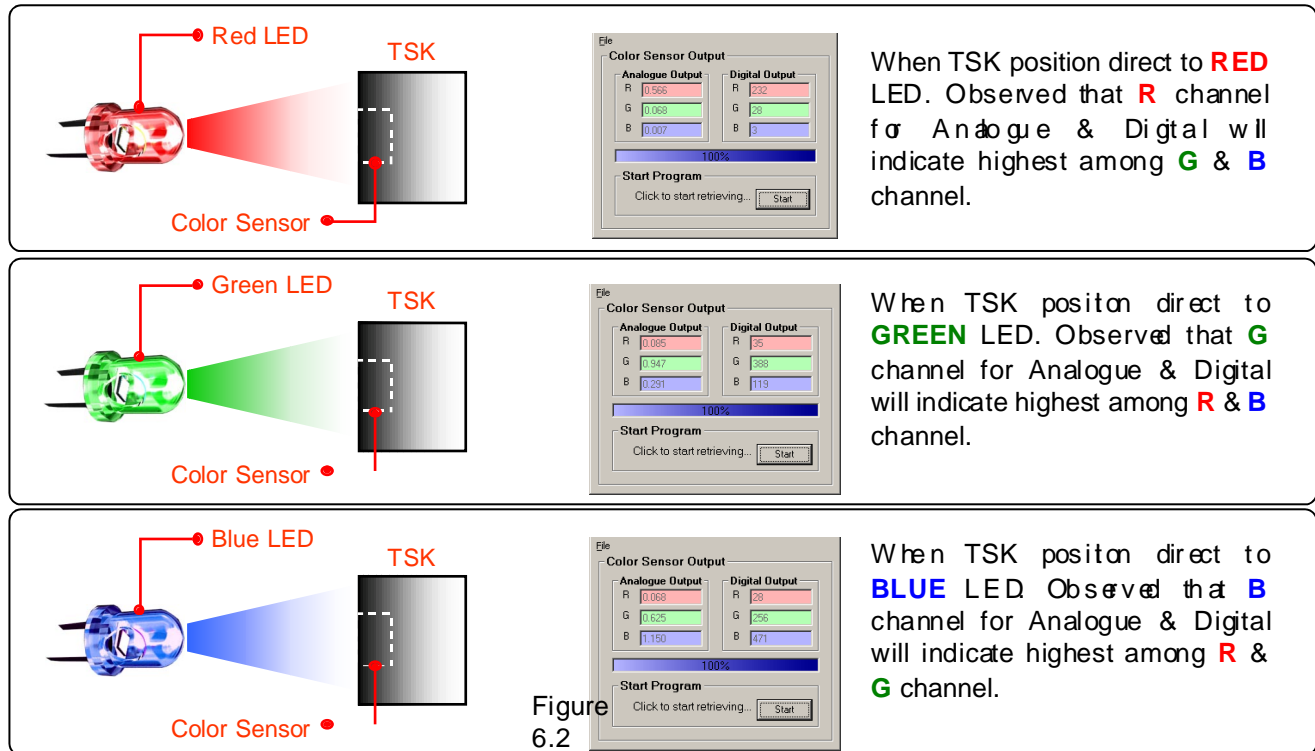 Red LED
TSK
Color Sensor
File
Color Sensor Output
Analogue Output Digital Output
R 0.566 R 232
G 0.068 G 28
B 0.007 B 3
100%
Start Program
Click to start retrieving... Start
When TSK position direct to RED
LED. Observed that R channel
for Analogue & Digital will
indicate highest among G & B
channel.
Green LED
TSK
Color Sensor
File
Color Sensor Output
Analogue Output Digital Output
R 0.085 R 35
G 0.947 G 388
B 0.291 B 119
100%
Start Program
Click to start retrieving... Start
When TSK positon direct to
GREEN LED. Observed that G
channel for Analogue & Digital
will indicate highest among R & B
channel.
Blue LED
TSK
Color Sensor
File
Color Sensor Output
Analogue Output Digital Output
R 0.068 R 28
G 0.625 G 256
B 1.150 B 471
100%
Start Program
Click to start retrieving... Start
When TSK positon direct to
BLUE LED. Observed that B
channel for Analogue & Digital
will indicate highest among R &
G channel.
Figure
6.2